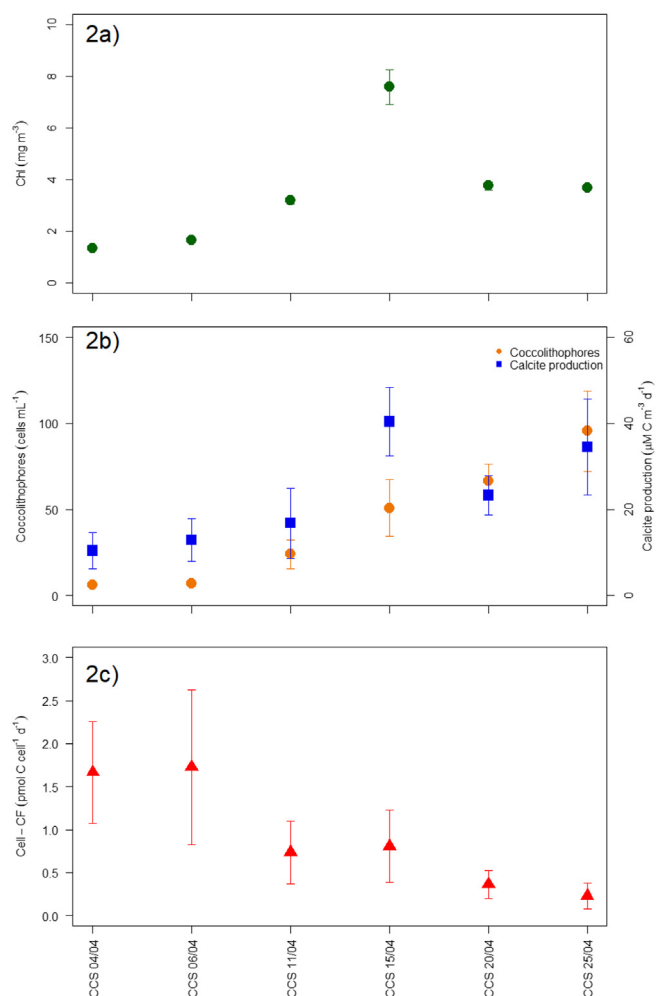 2a)
10
8
6
4
2
0
Chl (mg m⁻³)
2b)
Coccolithophores
Calcite production
150
100
50
0
Coccolithophores (cells mL⁻¹)
60
40
20
0
Calcite production (μM C m⁻³ d⁻¹)
2c)
3.0
2.5
2.0
1.5
1.0
0.5
0.0
Cell – CF (pmol C cell⁻¹ d⁻¹)
CCS 04/04
CCS 06/04
CCS 11/04
CCS 15/04
CCS 20/04
CCS 25/04